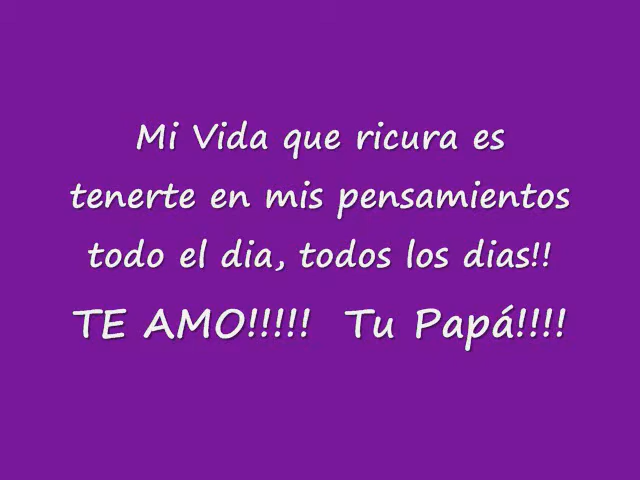 Mi Vida que ricura es
tenerte en mis pensamientos
todo el dia, todos los dias!!
TE AMO!!!!! Tu Papá!!!!